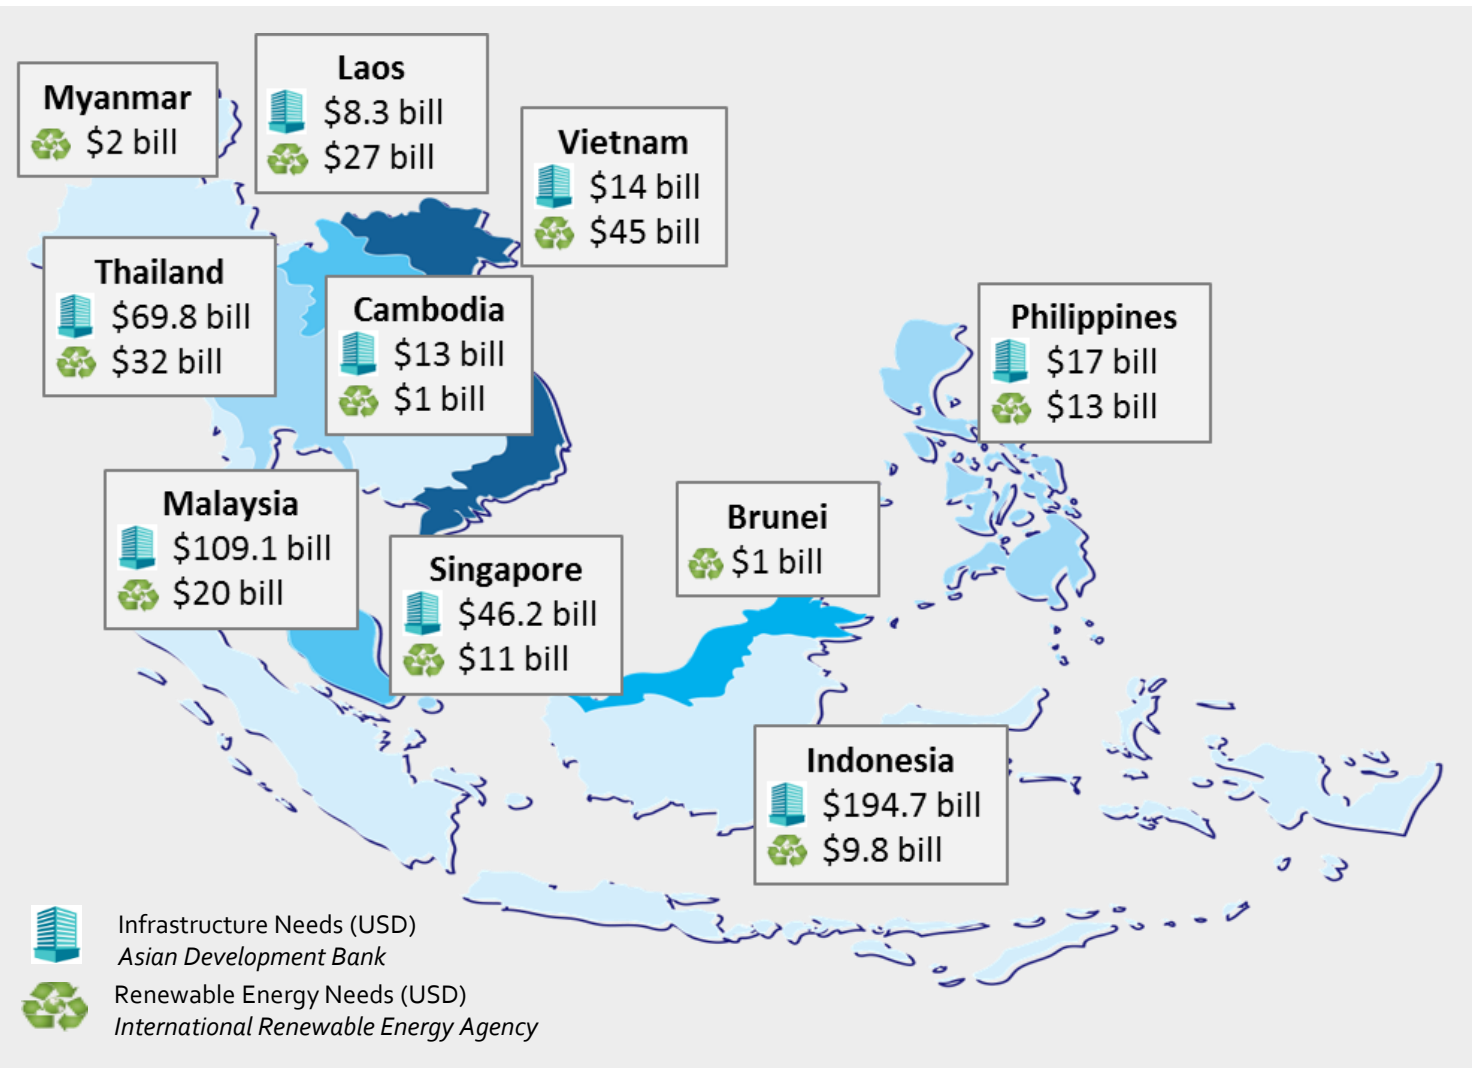 Myanmar
$2 bill
Laos
$8.3 bill
$27 bill
Vietnam
$14 bill
$45 bill
Thailand
$69.8 bill
$32 bill
Cambodia
$13 bill
$1 bill
Philippines
$17 bill
$13 bill
Malaysia
$109.1 bill
$20 bill
Singapore
$46.2 bill
$11 bill
Brunei
$1 bill
Indonesia
$194.7 bill
$9.8 bill
Infrastructure Needs (USD)
Asian Development Bank
Renewable Energy Needs (USD)
International Renewable Energy Agency